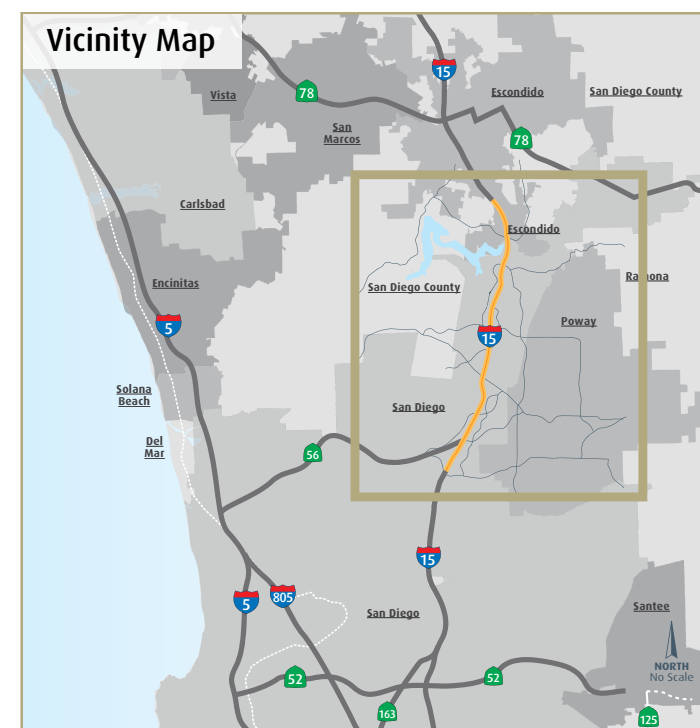 Vicinity Map
15
Escondido
San Diego County
Vista
78
San
Marcos
78
Carlsbad
Escondido
Encinitas
San Diego County
Ramona
5
15
Poway
Solana
Beach
San Diego
Del
Mar
56
15
5
805
San Diego
Santee
NORTH
No Scale
52
52
163
125